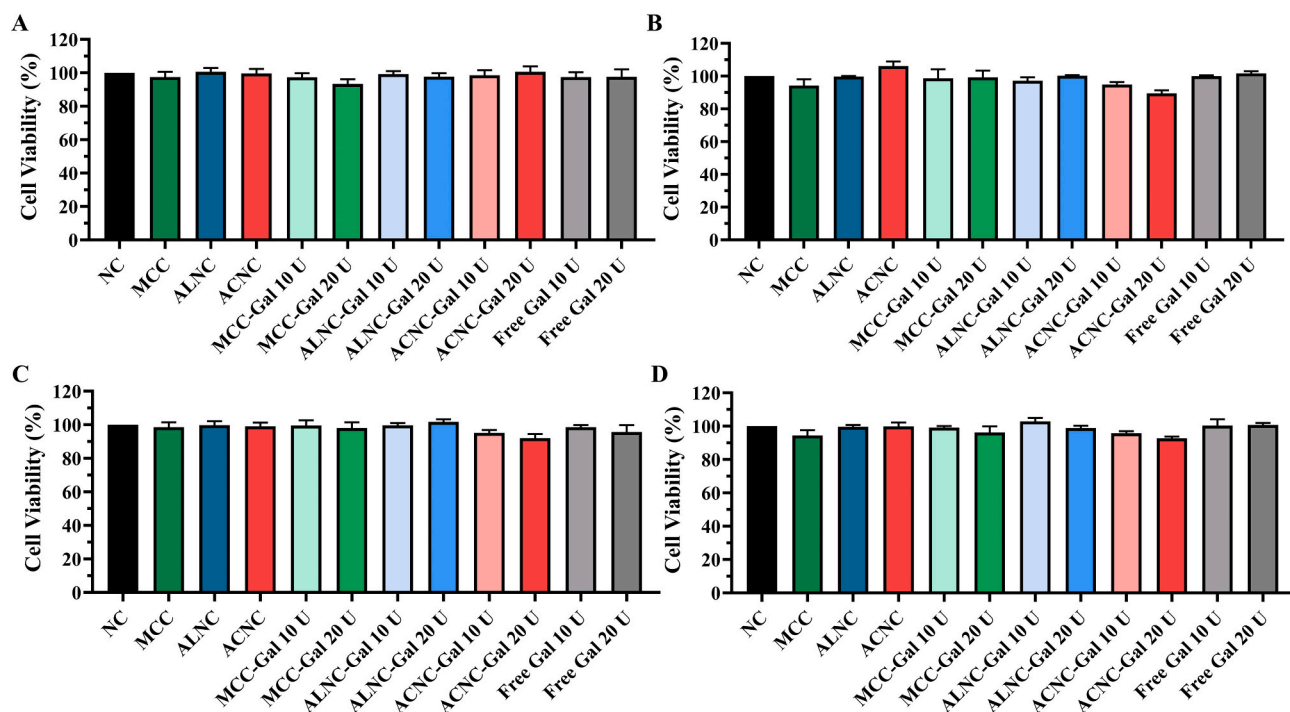 A
Cell Viability (%)
120
100
80
60
40
20
0
NC
MCC
ALNC
ACNC
MCC-Gal 10 U
MCC-Gal 20 U
ALNC-Gal 10 U
ALNC-Gal 20 U
ACNC-Gal 10 U
ACNC-Gal 20 U
Free Gal 10 U
Free Gal 20 U
B
Cell Viability (%)
120
100
80
60
40
20
0
NC
MCC
ALNC
ACNC
MCC-Gal 10 U
MCC-Gal 20 U
ALNC-Gal 10 U
ALNC-Gal 20 U
ACNC-Gal 10 U
ACNC-Gal 20 U
Free Gal 10 U
Free Gal 20 U
C
Cell Viability (%)
120
100
80
60
40
20
0
NC
MCC
ALNC
ACNC
MCC-Gal 10 U
MCC-Gal 20 U
ALNC-Gal 10 U
ALNC-Gal 20 U
ACNC-Gal 10 U
ACNC-Gal 20 U
Free Gal 10 U
Free Gal 20 U
D
Cell Viability (%)
120
100
80
60
40
20
0
NC
MCC
ALNC
ACNC
MCC-Gal 10 U
MCC-Gal 20 U
ALNC-Gal 10 U
ALNC-Gal 20 U
ACNC-Gal 10 U
ACNC-Gal 20 U
Free Gal 10 U
Free Gal 20 U